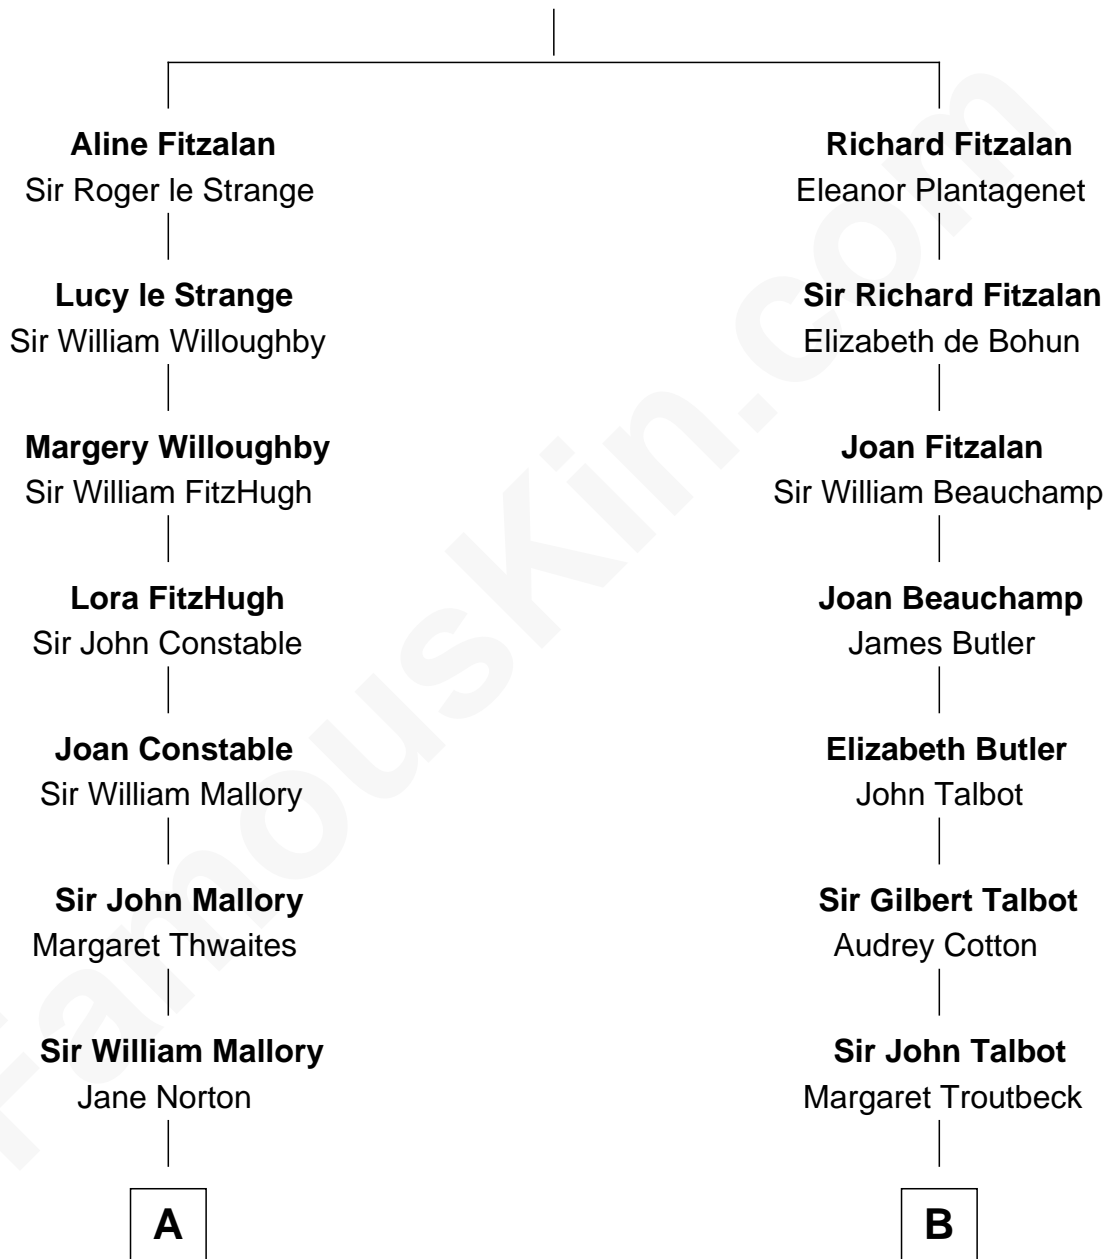 Aline Fitzalan
Sir Roger le Strange
Lucy le Strange
Sir William Willoughby
Margery Willoughby
Sir William FitzHugh
Lora FitzHugh
Sir John Constable
Joan Constable
Sir William Mallory
Sir John Mallory
Margaret Thwaites
Sir William Mallory
Jane Norton
A
Richard Fitzalan
Eleanor Plantagenet
Sir Richard Fitzalan
Elizabeth de Bohun
Joan Fitzalan
Sir William Beauchamp
Joan Beauchamp
James Butler
Elizabeth Butler
John Talbot
Sir Gilbert Talbot
Audrey Cotton
Sir John Talbot
Margaret Troutbeck
B
FamousKin.com